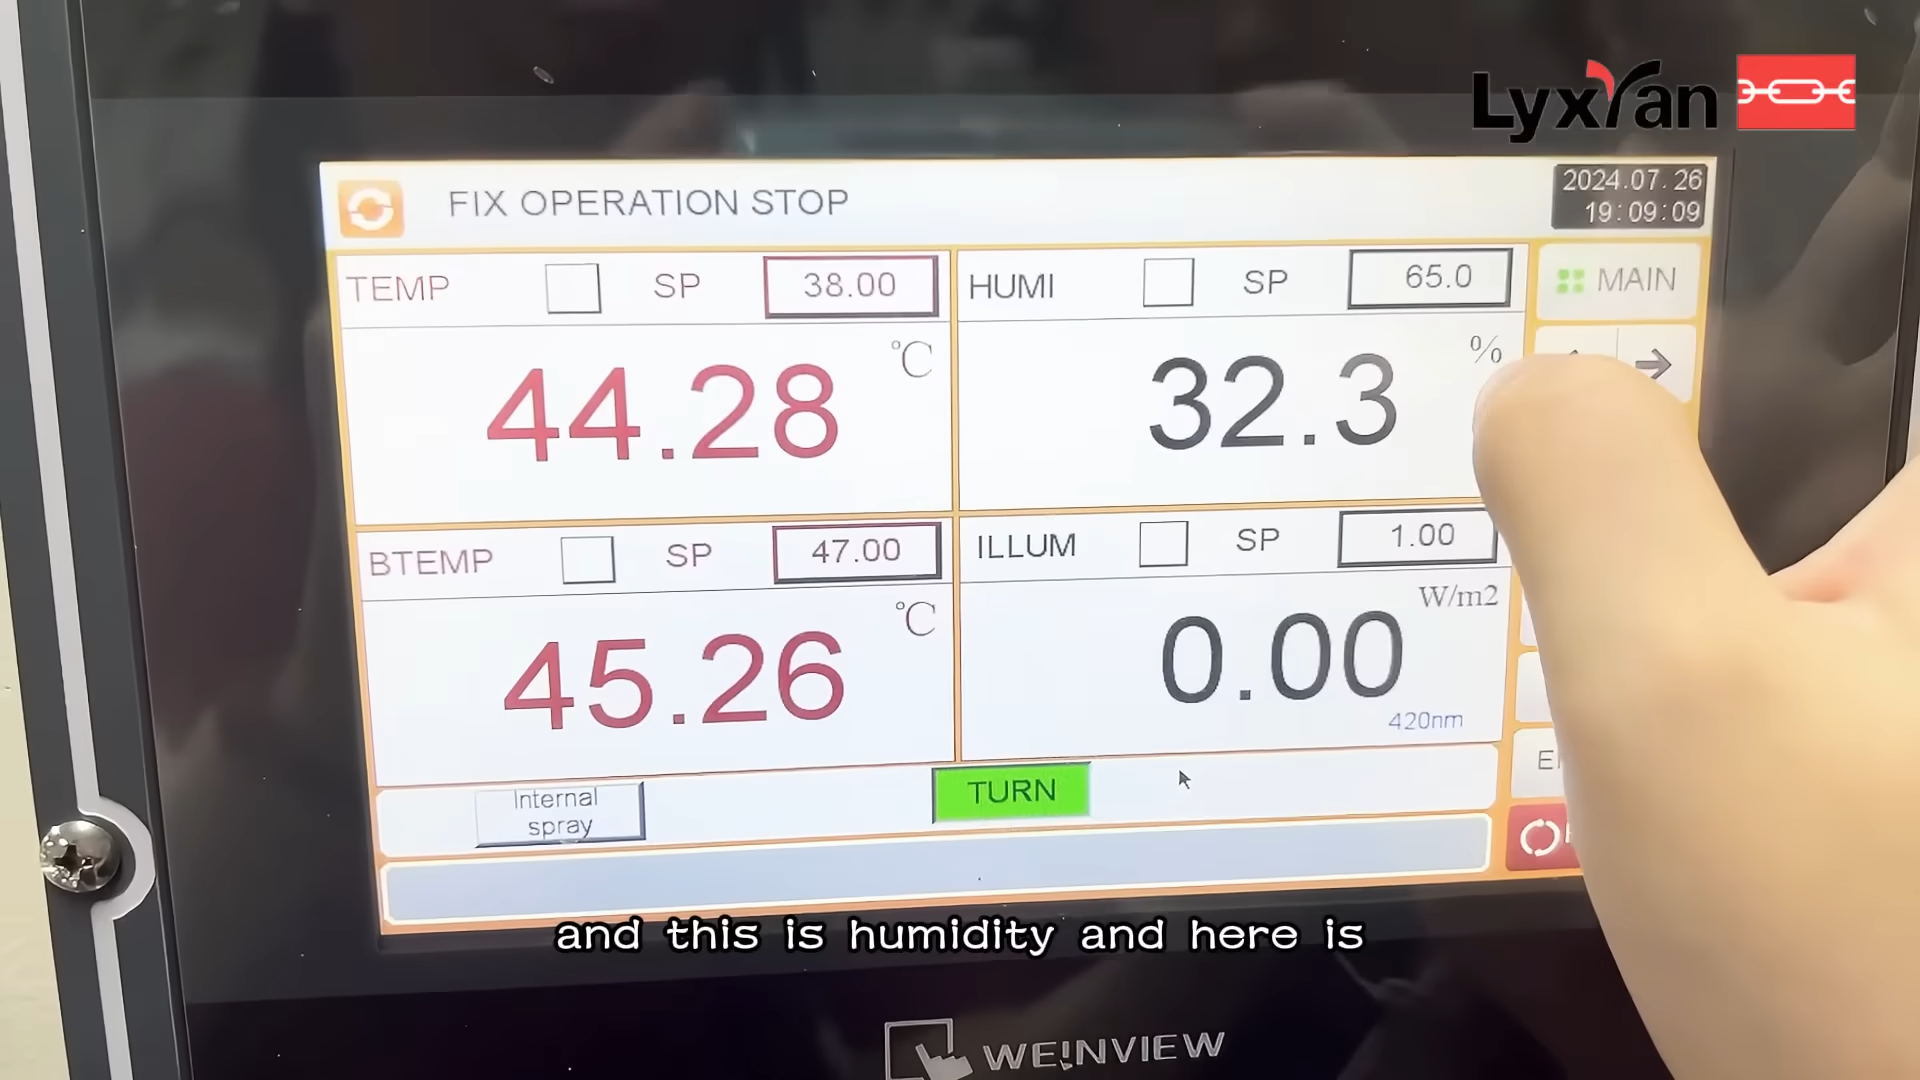 Lyxyan
FIX OPERATION STOP
2024.07.26
19:09:09
TEMP SP 38.00
℃
44.28
HUMI SP 65.0
%
32.3
MAIN
BTEMP SP 47.00
℃
45.26
ILLUM SP 1.00
W/m2
0.00
420nm
Internal
spray
TURN
and this is humidity and here is
WE!NVIEW